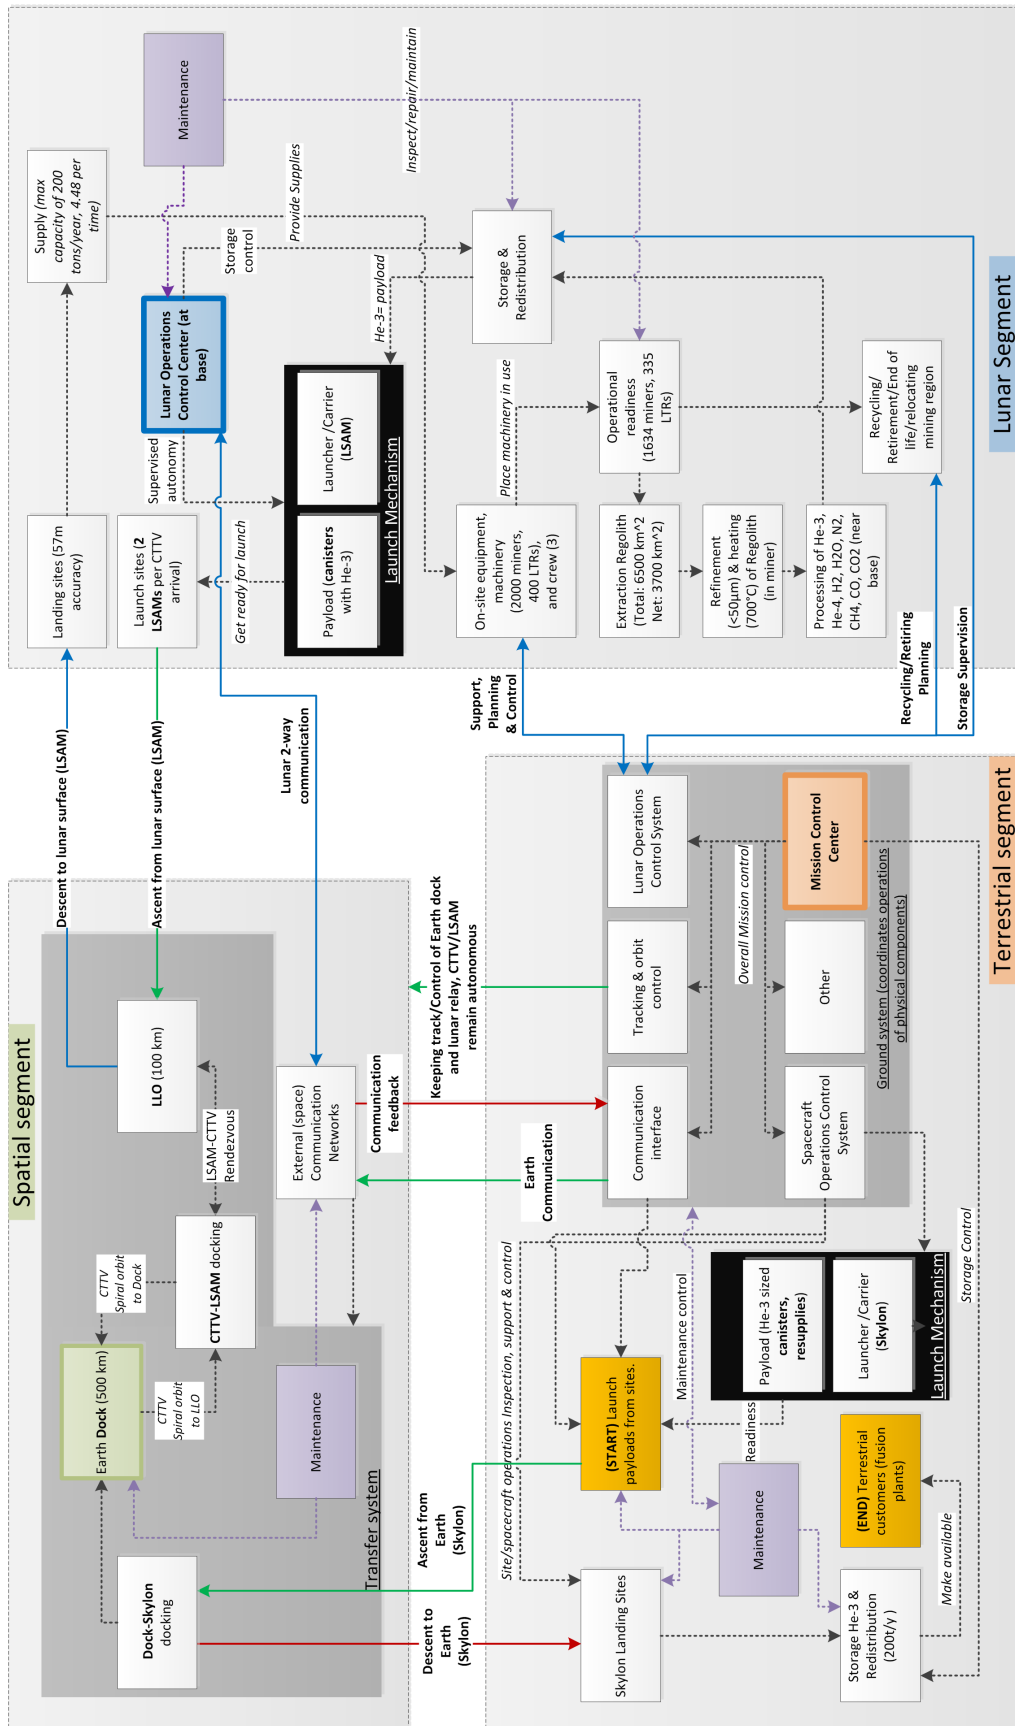 Spatial segment
Dock-Skylon
docking
Earth Dock (500 km)
CTTV
Spiral orbit
to Dock
CTTV
Spiral orbit
to LLO
CTTV-LSAM docking
LSAM-CTTV
Rendezvous
LLO (100 km)
Maintenance
External (space)
Communication
Networks
Transfer system
Descent to lunar surface (LSAM)
Ascent from lunar surface (LSAM)
Lunar 2-way
communication
Communication
feedback
Earth
Communication
Keeping track/Control of Earth dock
and lunar relay, CTTV/LSAM
remain autonomous
Ascent from
Earth
(Skylon)
Descent to
Earth
(Skylon)
Lunar Segment
Landing sites (57m
accuracy)
Supply (max
capacity of 200
tons/year, 4.48 per
time)
Launch sites (2
LSAMs per CTTV
arrival)
Supervised
autonomy
Lunar Operations
Control Center (at
base)
Maintenance
Storage
control
Provide Supplies
Inspect/repair/maintain
Get ready for launch
Payload (canisters
with He-3)
Launcher /Carrier
(LSAM)
Launch Mechanism
He-3= payload
Storage &
Redistribution
On-site equipment,
machinery
(2000 miners,
400 LTRs),
and crew (3)
Place machinery in use
Operational
readiness
(1634 miners, 335
LTRs)
Extraction Regolith
(Total: 6500 km^2
Net: 3700 km^2)
Refinement
(<50µm) & heating
(700°C) of Regolith
(in miner)
Processing of He-3,
He-4, H2, H2O, N2,
CH4, CO, CO2 (near
base)
Recycling/
Retirement/End of
life/relocating
mining region
Support,
Planning
& Control
Recycling/Retiring
Planning
Storage Supervision
Terrestrial segment
Communication
interface
Tracking & orbit
control
Lunar Operations
Control System
Overall Mission control
Spacecraft
Operations Control
System
Other
Mission Control
Center
Ground system (coordinates operations
of physical components)
Site/spacecraft operations Inspection, support & control
Skylon Landing Sites
(START) Launch
payloads from sites.
Maintenance control
Readiness
Maintenance
Payload (He-3 sized
canisters,
resupplies)
Launcher /Carrier
(Skylon)
Launch Mechanism
Storage He-3 &
Redistribution
(200t/y )
(END) Terrestrial
customers (fusion
plants)
Make available
Storage Control